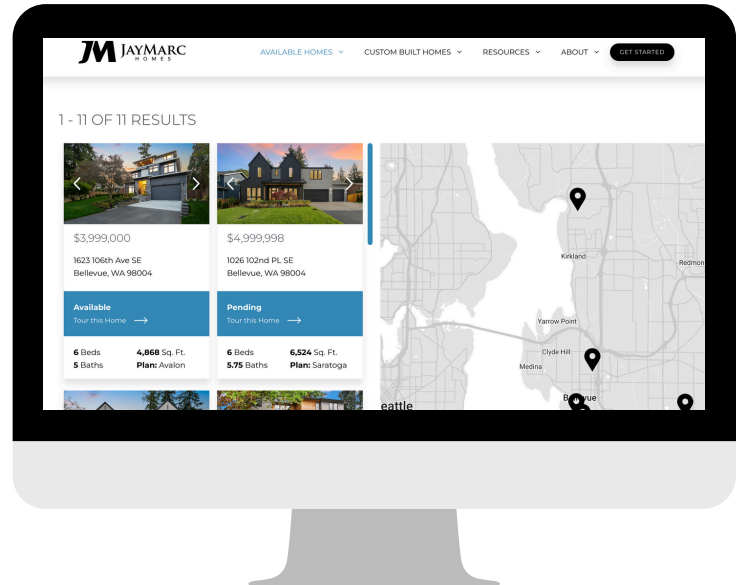 JM JAYMARC
HOMES
AVAILABLE HOMES
CUSTOM BUILT HOMES
RESOURCES
ABOUT
GET STARTED
1 - 11 OF 11 RESULTS
$3,999,000
1623 106th Ave SE
Bellevue, WA 98004
Available
Tour this Home
6 Beds 4,868 Sq. Ft.
5 Baths Plan: Avalon
$4,999,998
1026 102nd PL SE
Bellevue, WA 98004
Pending
Tour this Home
6 Beds 6,524 Sq. Ft.
5.75 Baths Plan: Saratoga
Kirkland
Redmon
Yarrow Point
Clyde Hill
Medina
eattle